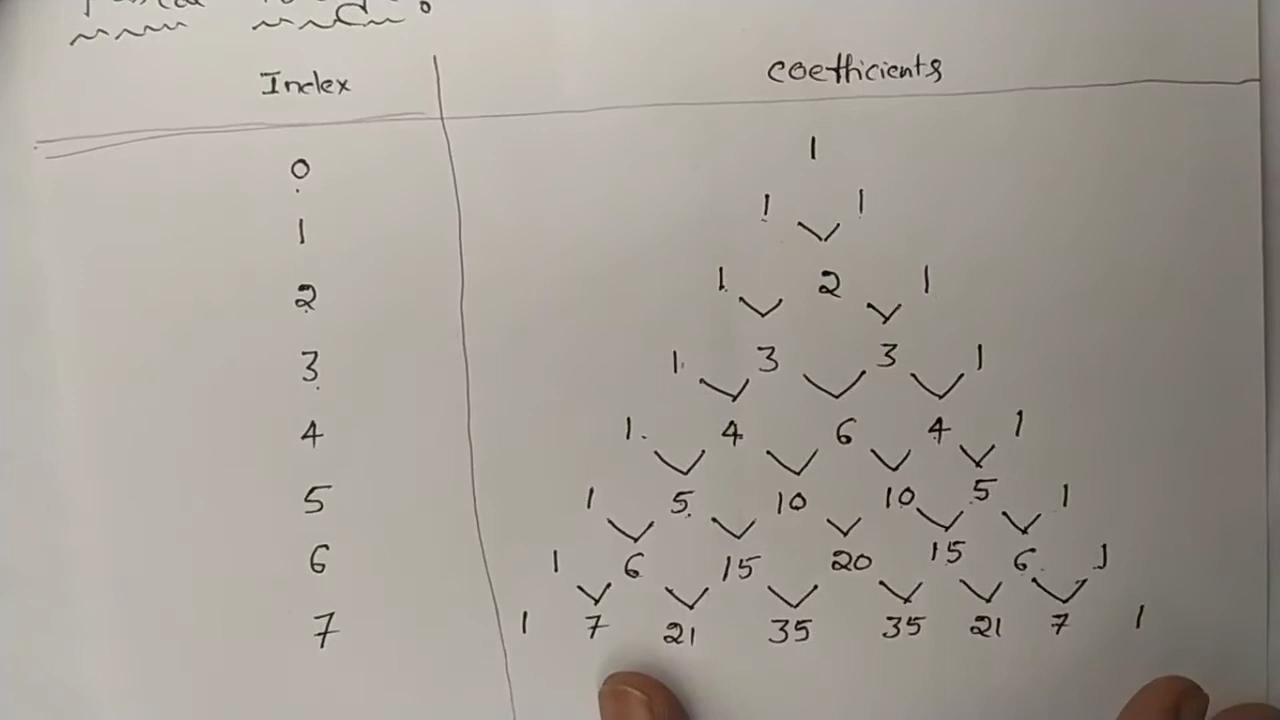 Index coefficients
0 1
1 1 1
2 1 2 1
3 1 3 3 1
4 1 4 6 4 1
5 1 5 10 10 5 1
6 1 6 15 20 15 6 1
7 1 7 21 35 35 21 7 1